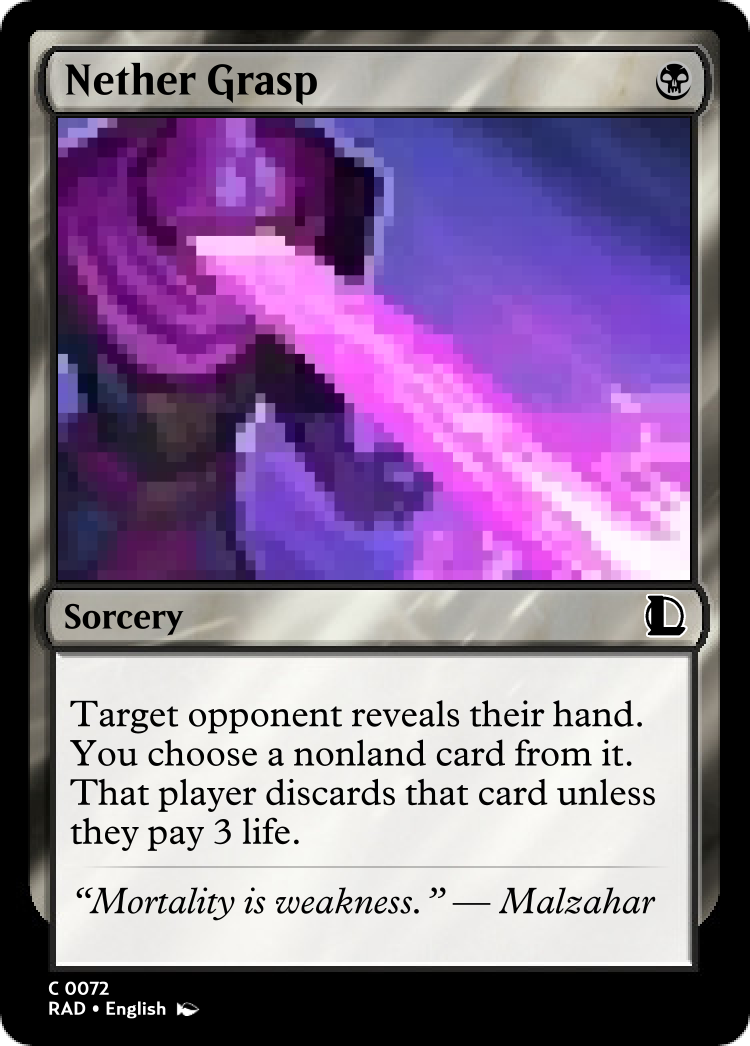 Nether Grasp
Sorcery
Target opponent reveals their hand.
You choose a nonland card from it.
That player discards that card unless
they pay 3 life.
“Mortality is weakness.” — Malzahar
C 0072
RAD • English